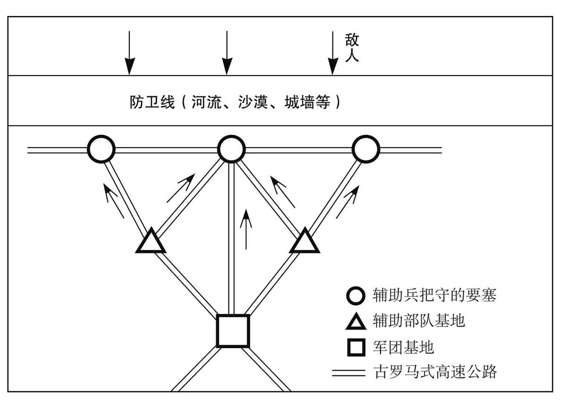 敌人
防卫线（河流、沙漠、城墙等）
辅助兵把守的要塞
辅助部队基地
军团基地
古罗马式高速公路